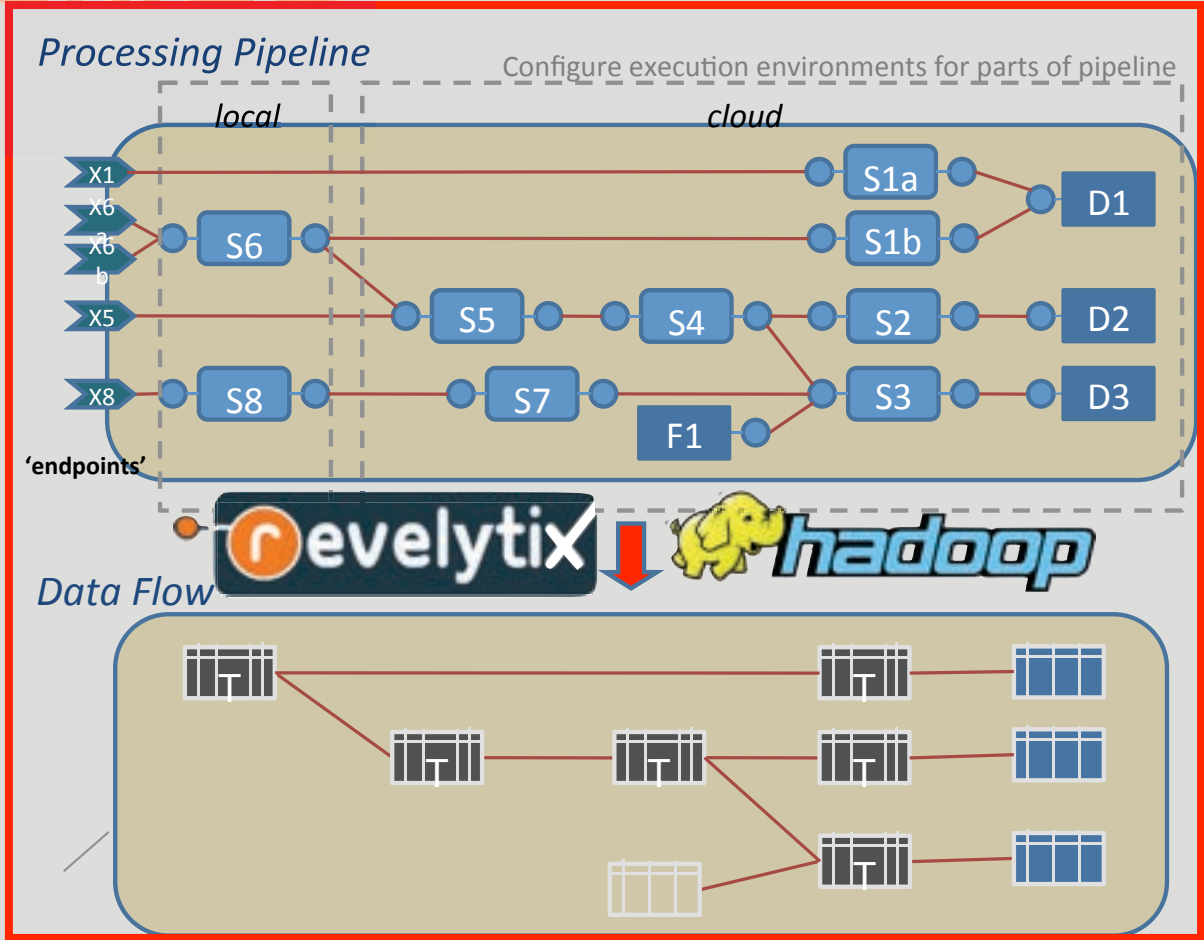 Processing Pipeline
Configure execution environments for parts of pipeline
local
cloud
X1
S1a
D1
X6
a
S6
S1b
X6
b
X5
S5
S4
S2
D2
X8
S8
S7
S3
D3
F1
'endpoints'
revelytix
hadoop
Data Flow
T
T
T
T
T
T